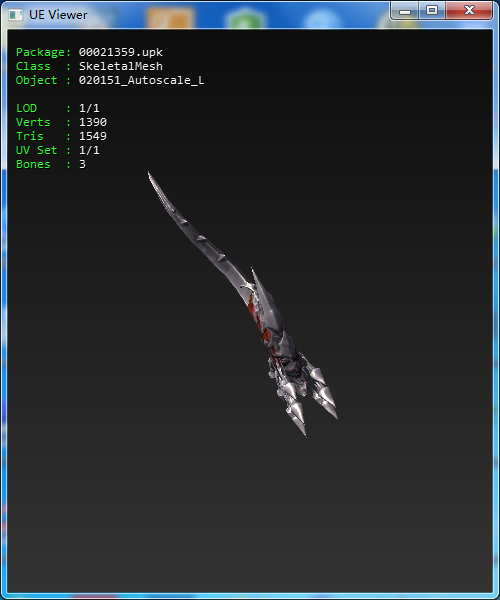 UE Viewer
Package: 00021359.upk
Class : SkeletalMesh
Object : 020151_Autoscale_L
LOD : 1/1
Verts : 1390
Tris : 1549
UV Set : 1/1
Bones : 3